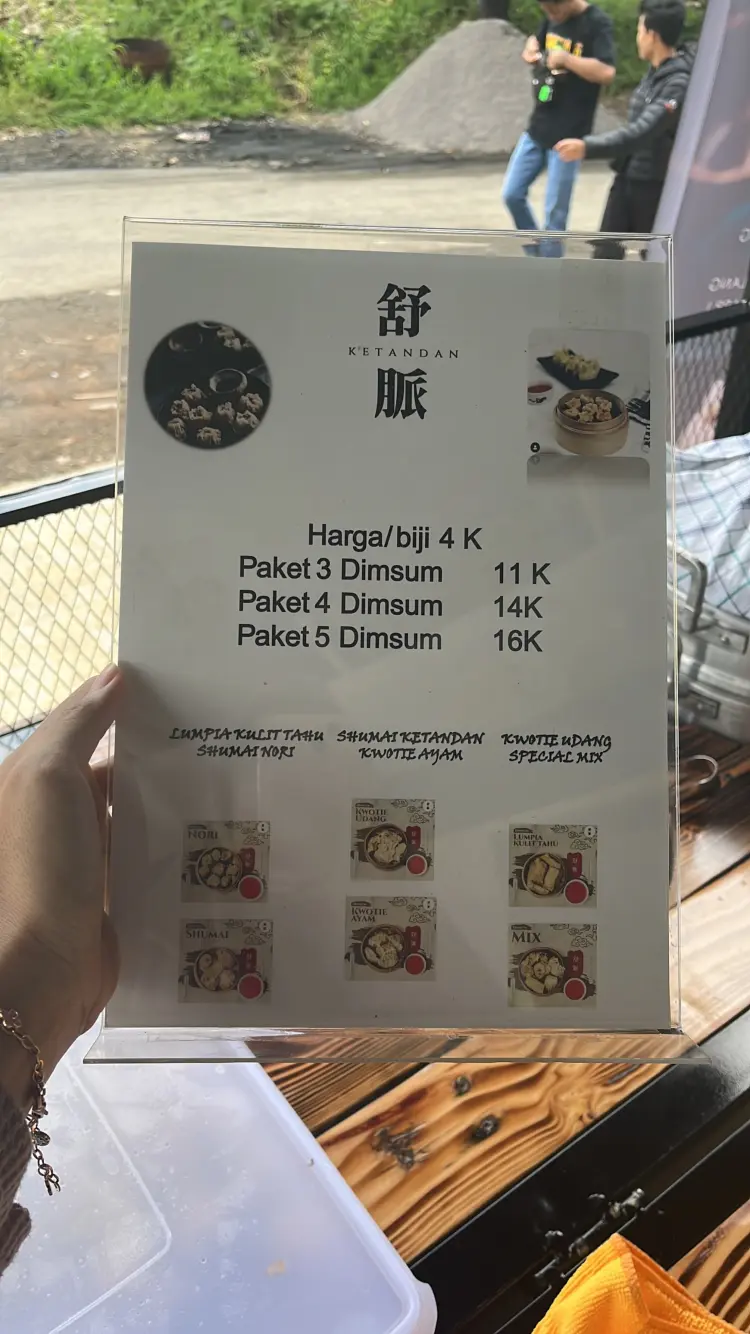 舒
KETANDAN
脈
Harga/biji 4 K
Paket 3 Dimsum 11 K
Paket 4 Dimsum 14K
Paket 5 Dimsum 16K
LUMPIA KULIT TAHU
SHUMAI NORI
SHUMAI KETANDAN
KWOTIE AYAM
KWOTIE UDANG
SPECIAL MIX
NORI
SHUMAI
KWOTIE
UDANG
KWOTIE
AYAM
LUMPIA
KULIT TAHU
MIX